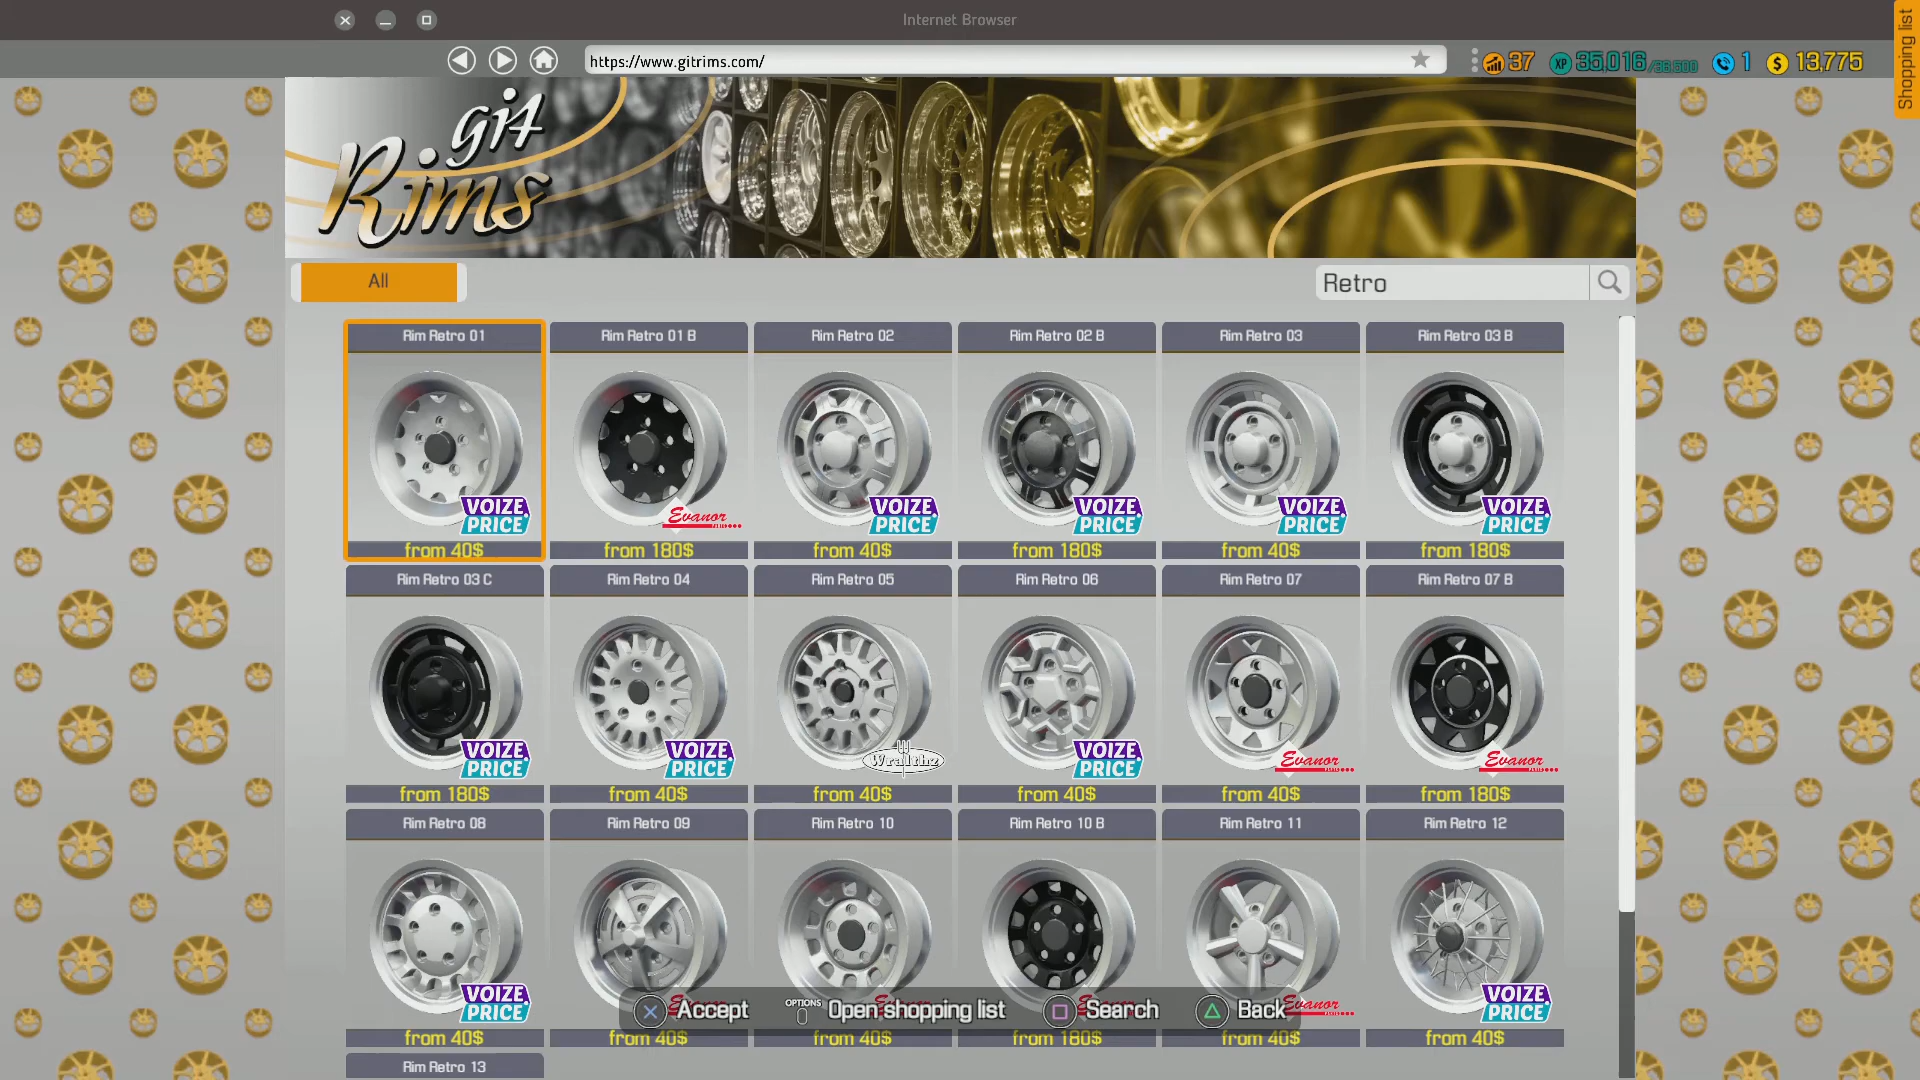 Internet Browser
https://www.gitrims.com/
37
XP 35,016/36,500
1
$ 13,775
Shopping list
git
Rims
All
Retro
Rim Retro 01
Rim Retro 01 B
Rim Retro 02
Rim Retro 02 B
Rim Retro 03
Rim Retro 03 B
VOIZE PRICE
Evanor
VOIZE PRICE
VOIZE PRICE
VOIZE PRICE
VOIZE PRICE
from 40$
from 180$
from 40$
from 180$
from 40$
from 180$
Rim Retro 03 C
Rim Retro 04
Rim Retro 05
Rim Retro 06
Rim Retro 07
Rim Retro 07 B
VOIZE PRICE
VOIZE PRICE
Wraithz
VOIZE PRICE
Evanor
Evanor
from 180$
from 40$
from 40$
from 40$
from 40$
from 180$
Rim Retro 08
Rim Retro 09
Rim Retro 10
Rim Retro 10 B
Rim Retro 11
Rim Retro 12
VOIZE PRICE
Evanor
VOIZE PRICE
Accept
OPTIONS
Open shopping list
Search
Back
from 40$
from 40$
from 40$
from 180$
from 40$
from 40$
Rim Retro 13